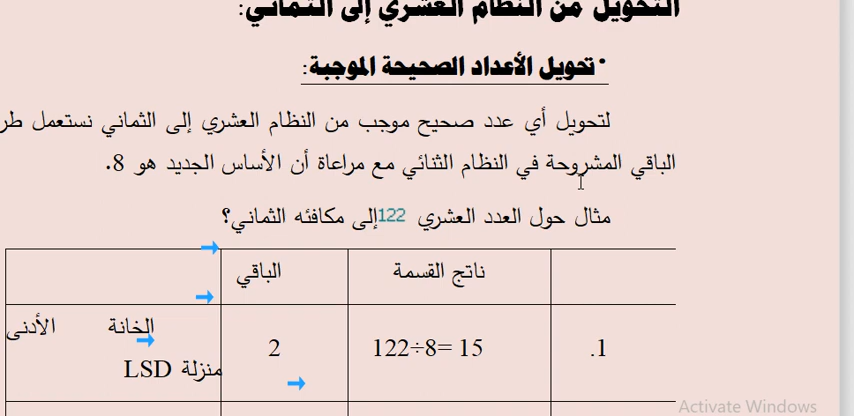 التحويل من النظام العشري إلى الثماني:
• تحويل الأعداد الصحيحة الموجبة:
لتحويل أي عدد صحيح موجب من النظام العشري إلى الثماني نستعمل
الباقي المشروحة في النظام الثنائي مع مراعاة أن الأساس الجديد هو 8.
مثال حول العدد العشري 122إلى مكافئه الثماني؟
ناتج القسمة الباقي
1. 122÷8= 15 2 الخانة الأدنى
منزلة LSD
Activate Windows